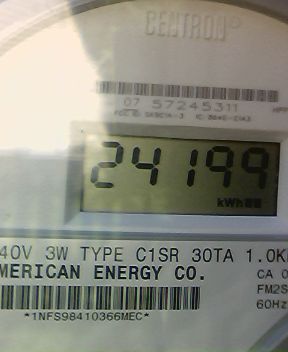 CENTRON®
07 57245311
24199
kWh
40V 3W TYPE C1SR 30TA 1.0K
MERICAN ENERGY CO.
CA 0
FM2S
60Hz
*1NFS98410366MEC*